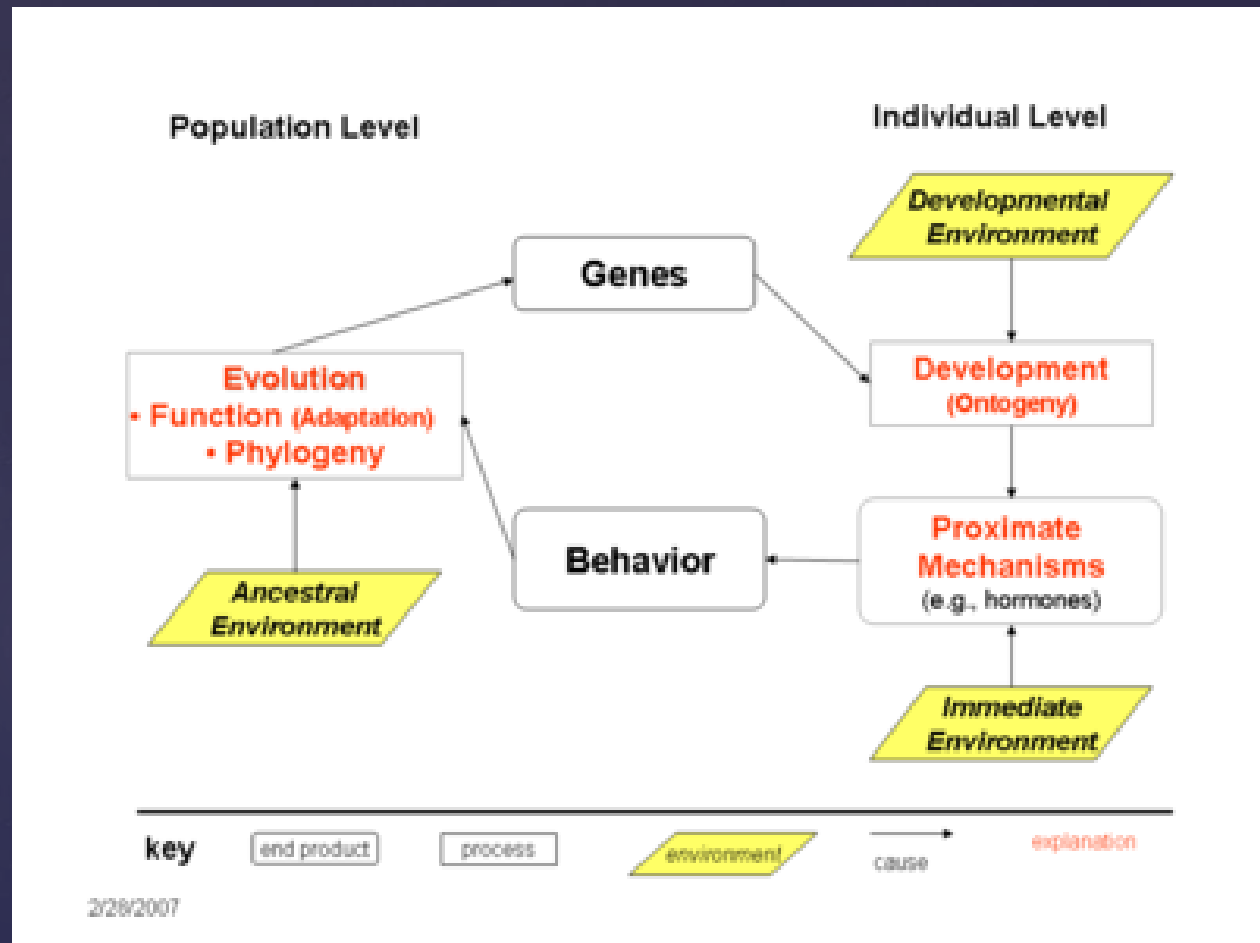 Population Level
Individual Level
Developmental
Environment
Genes
Evolution
• Function (Adaptation)
• Phylogeny
Development
(Ontogeny)
Behavior
Proximate
Mechanisms
(e.g., hormones)
Ancestral
Environment
Immediate
Environment
key
end product
process
environment
cause
explanation
2/28/2007